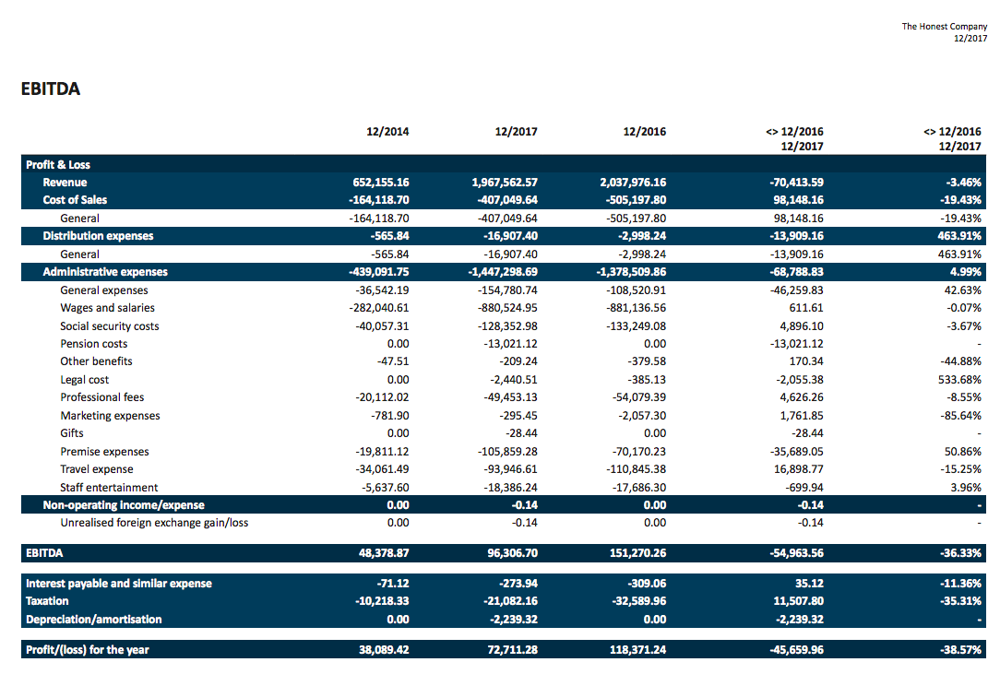 The Honest Company
12/2017
EBITDA
12/2014 12/2017 12/2016 <> 12/2016 <> 12/2016
12/2017 12/2017
Profit & Loss
Revenue 652,155.16 1,967,562.57 2,037,976.16 -70,413.59 -3.46%
Cost of Sales -164,118.70 -407,049.64 -505,197.80 98,148.16 -19.43%
General -164,118.70 -407,049.64 -505,197.80 98,148.16 -19.43%
Distribution expenses -565.84 -16,907.40 -2,998.24 -13,909.16 463.91%
General -565.84 -16,907.40 -2,998.24 -13,909.16 463.91%
Administrative expenses -439,091.75 -1,447,298.69 -1,378,509.86 -68,788.83 4.99%
General expenses -36,542.19 -154,780.74 -108,520.91 -46,259.83 42.63%
Wages and salaries -282,040.61 -880,524.95 -881,136.56 611.61 -0.07%
Social security costs -40,057.31 -128,352.98 -133,249.08 4,896.10 -3.67%
Pension costs 0.00 -13,021.12 0.00 -13,021.12 -
Other benefits -47.51 -209.24 -379.58 170.34 -44.88%
Legal cost 0.00 -2,440.51 -385.13 -2,055.38 533.68%
Professional fees -20,112.02 -49,453.13 -54,079.39 4,626.26 -8.55%
Marketing expenses -781.90 -295.45 -2,057.30 1,761.85 -85.64%
Gifts 0.00 -28.44 0.00 -28.44 -
Premise expenses -19,811.12 -105,859.28 -70,170.23 -35,689.05 50.86%
Travel expense -34,061.49 -93,946.61 -110,845.38 16,898.77 -15.25%
Staff entertainment -5,637.60 -18,386.24 -17,686.30 -699.94 3.96%
Non-operating income/expense 0.00 -0.14 0.00 -0.14 -
Unrealised foreign exchange gain/loss 0.00 -0.14 0.00 -0.14 -
EBITDA 48,378.87 96,306.70 151,270.26 -54,963.56 -36.33%
Interest payable and similar expense -71.12 -273.94 -309.06 35.12 -11.36%
Taxation -10,218.33 -21,082.16 -32,589.96 11,507.80 -35.31%
Depreciation/amortisation 0.00 -2,239.32 0.00 -2,239.32 -
Profit/(loss) for the year 38,089.42 72,711.28 118,371.24 -45,659.96 -38.57%